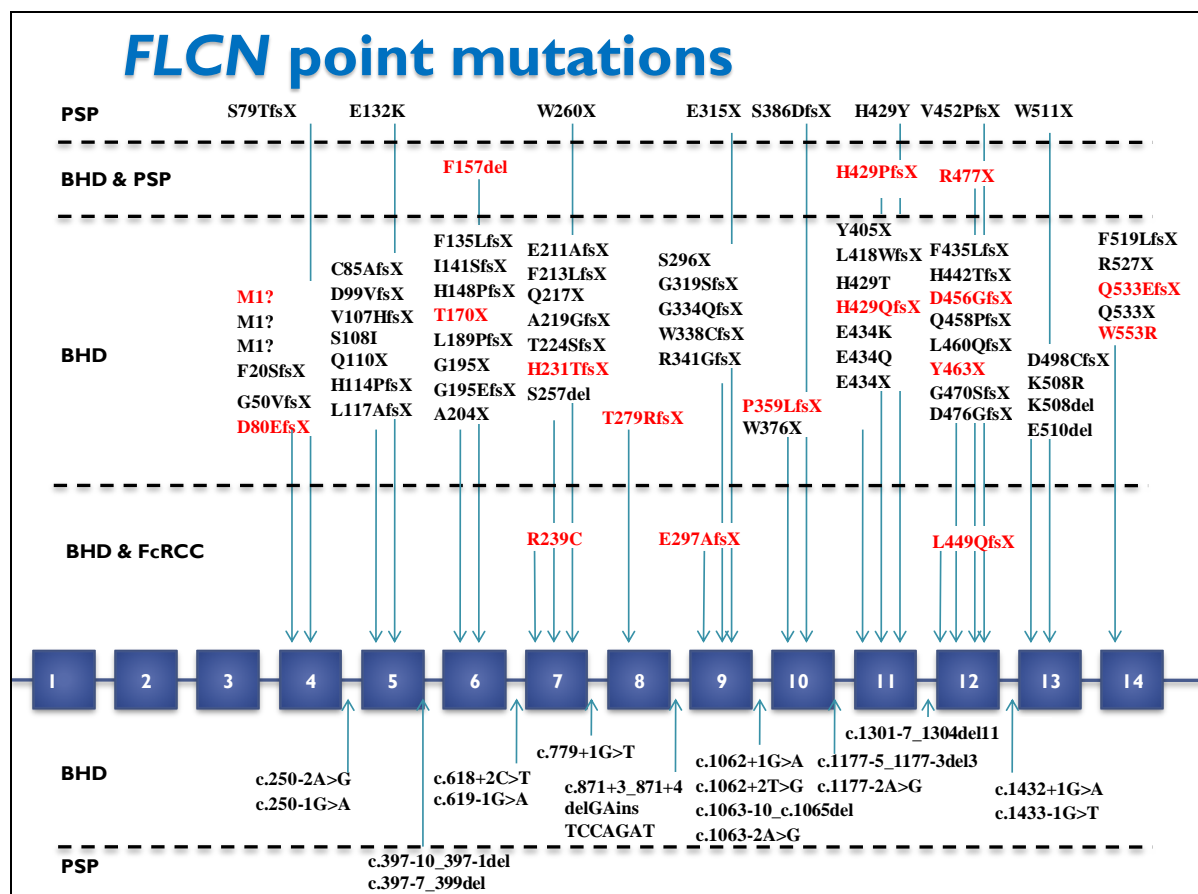 FLCN point mutations
PSP
S79TfsX
E132K
W260X
E315X
S386DfsX
H429Y
V452PfsX
W511X
BHD & PSP
F157del
H429PfsX
R477X
BHD
M1?
M1?
M1?
F20SfsX
G50VfsX
D80EfsX
C85AfsX
D99VfsX
V107HfsX
S108I
Q110X
H114PfsX
L117AfsX
F135LfsX
I141SfsX
H148PfsX
T170X
L189PfsX
G195X
G195EfsX
A204X
E211AfsX
F213LfsX
Q217X
A219GfsX
T224SfsX
H231TfsX
S257del
T279RfsX
S296X
G319SfsX
G334QfsX
W338CfsX
R341GfsX
P359LfsX
W376X
Y405X
L418WfsX
H429T
H429QfsX
E434K
E434Q
E434X
F435LfsX
H442TfsX
D456GfsX
Q458PfsX
L460QfsX
Y463X
G470SfsX
D476GfsX
D498CfsX
K508R
K508del
E510del
F519LfsX
R527X
Q533EfsX
Q533X
W553R
BHD & FcRCC
R239C
E297AfsX
L449QfsX
1 2 3 4 5 6 7 8 9 10 11 12 13 14
BHD
c.250-2A>G
c.250-1G>A
c.618+2C>T
c.619-1G>A
c.779+1G>T
c.871+3_871+4
delGAins
TCCAGAT
c.1062+1G>A
c.1062+2T>G
c.1063-10_c.1065del
c.1063-2A>G
c.1177-5_1177-3del3
c.1177-2A>G
c.1301-7_1304del11
c.1432+1G>A
c.1433-1G>T
PSP
c.397-10_397-1del
c.397-7_399del